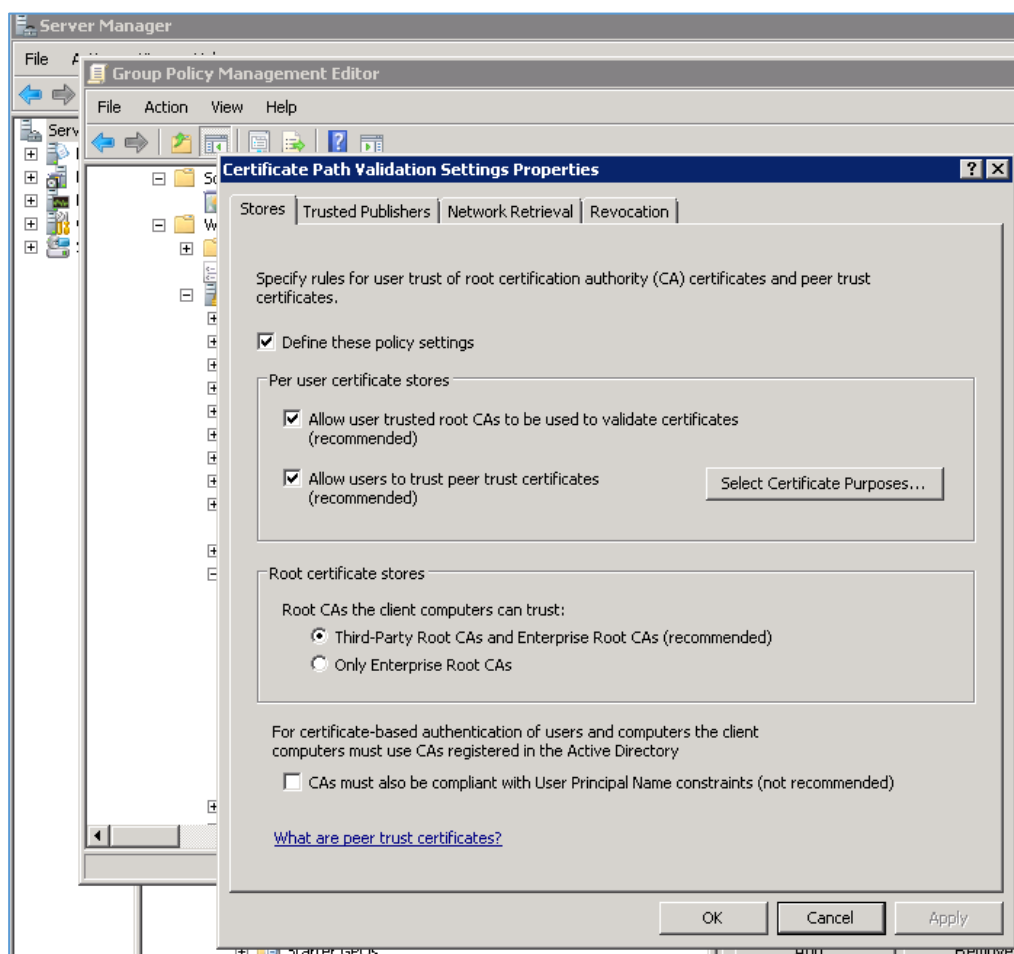 Server Manager
File
Group Policy Management Editor
File Action View Help
Serv
Certificate Path Validation Settings Properties
Stores Trusted Publishers Network Retrieval Revocation
Specify rules for user trust of root certification authority (CA) certificates and peer trust
certificates.
Define these policy settings
Per user certificate stores
Allow user trusted root CAs to be used to validate certificates
(recommended)
Allow users to trust peer trust certificates
(recommended)
Select Certificate Purposes...
Root certificate stores
Root CAs the client computers can trust:
Third-Party Root CAs and Enterprise Root CAs (recommended)
Only Enterprise Root CAs
For certificate-based authentication of users and computers the client
computers must use CAs registered in the Active Directory
CAs must also be compliant with User Principal Name constraints (not recommended)
What are peer trust certificates?
OK Cancel Apply
Starter GPOs